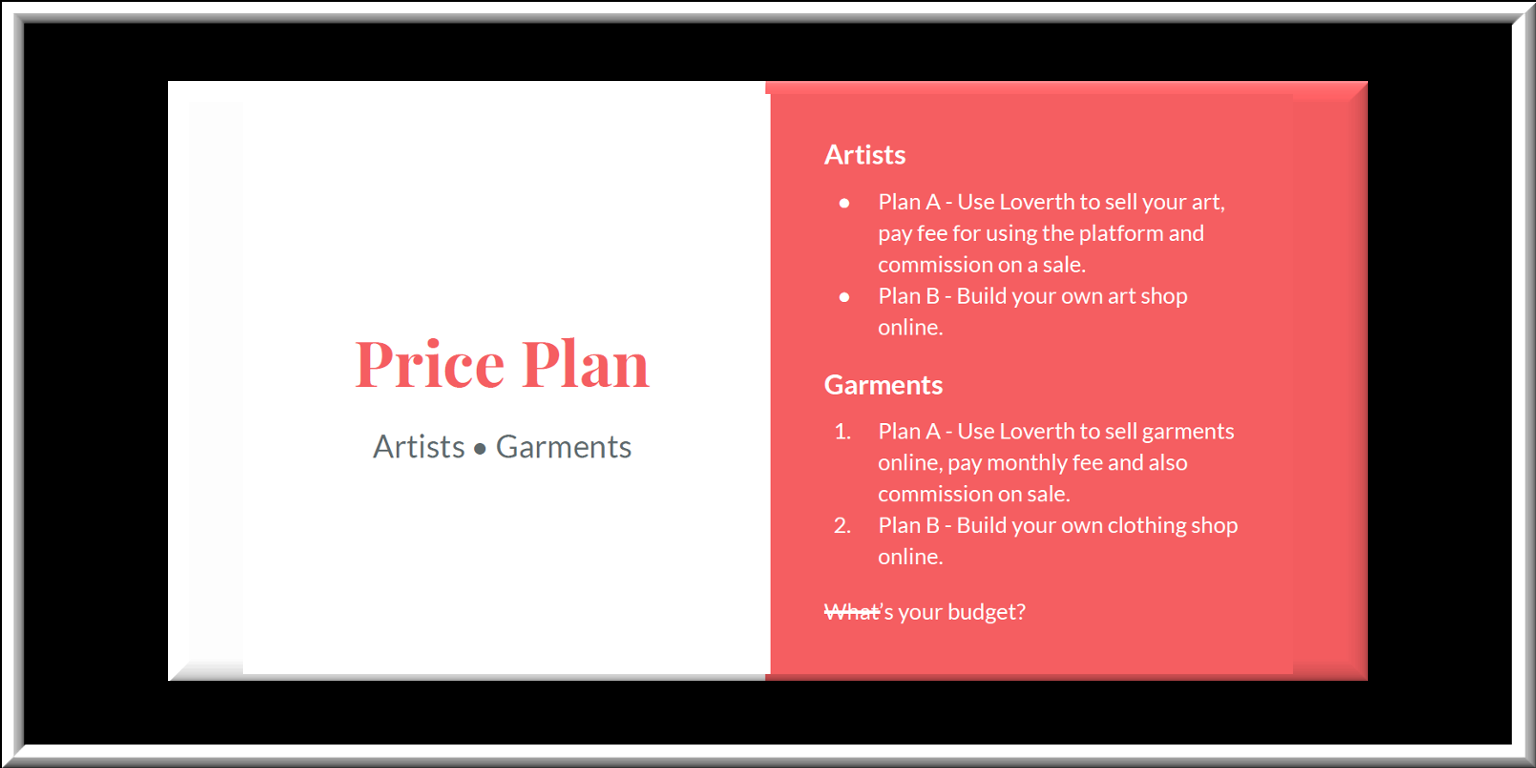 Price Plan
Artists ● Garments
Artists
● Plan A - Use Loverth to sell your art,
pay fee for using the platform and
commission on a sale.
● Plan B - Build your own art shop
online.
Garments
1. Plan A - Use Loverth to sell garments
online, pay monthly fee and also
commission on sale.
2. Plan B - Build your own clothing shop
online.
What's your budget?